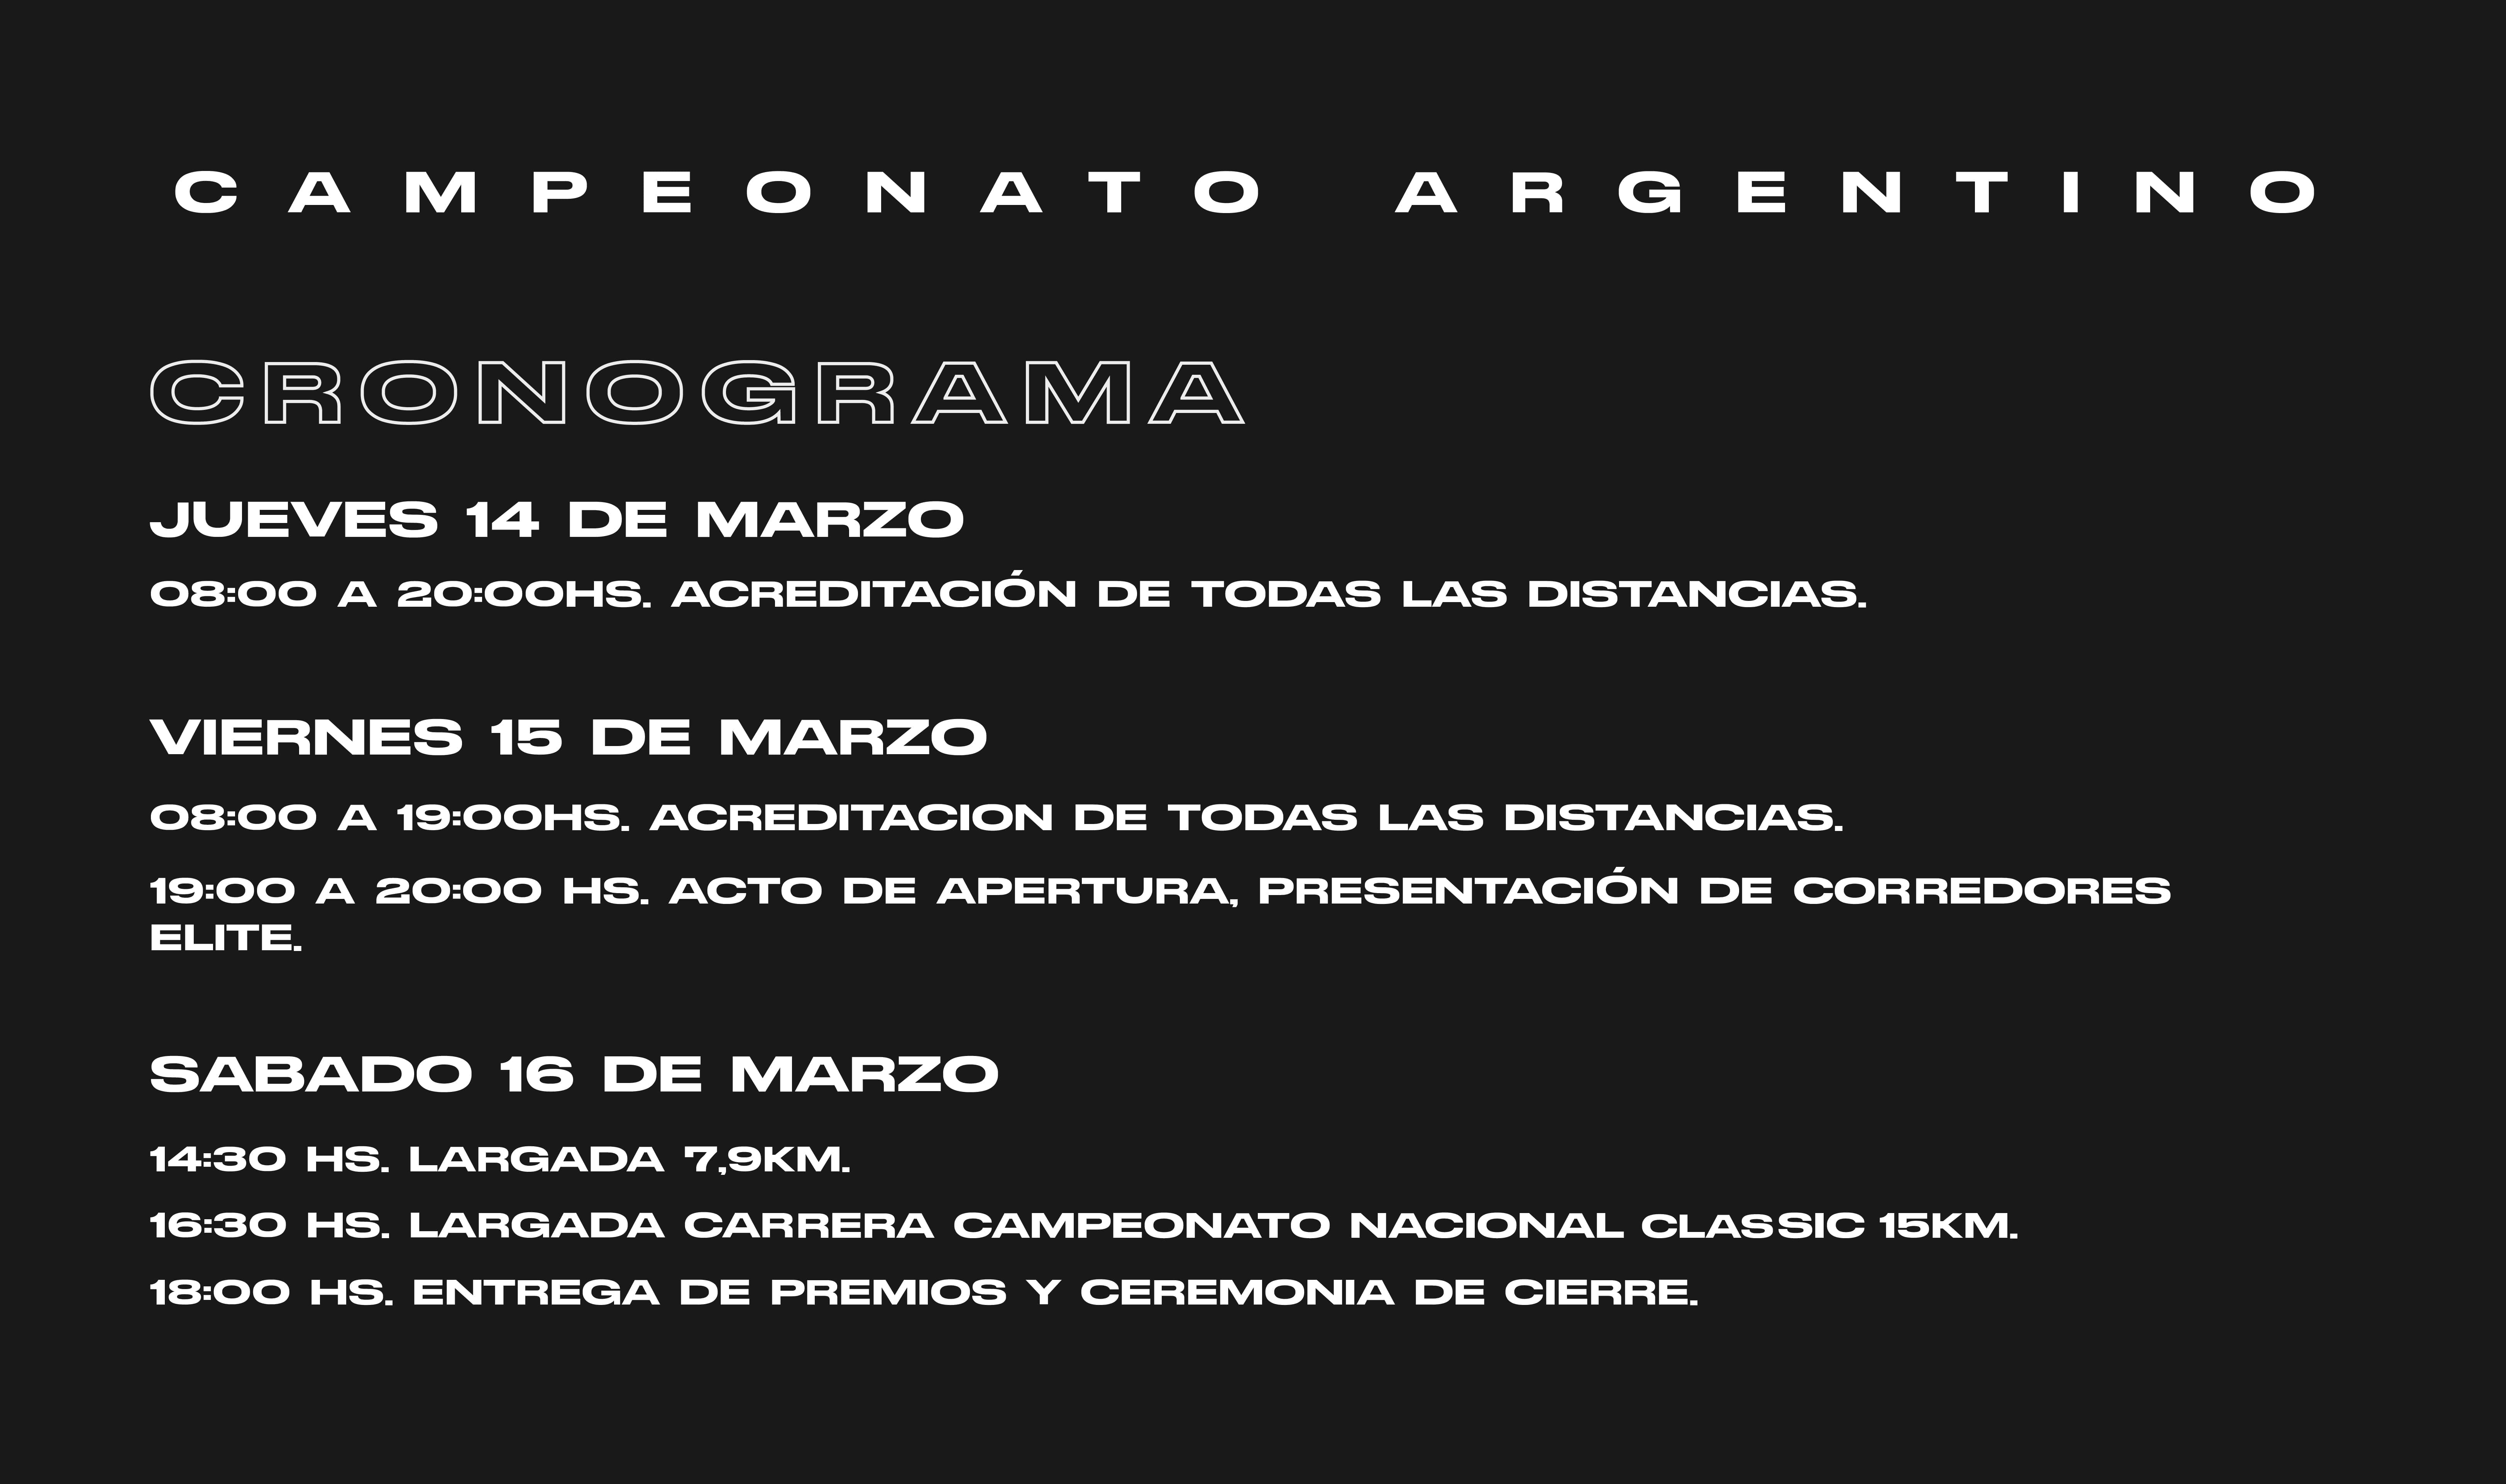 CAMPEONATO ARGENTINO
CRONOGRAMA
JUEVES 14 DE MARZO
08:00 A 20:00HS. ACREDITACIÓN DE TODAS LAS DISTANCIAS.
VIERNES 15 DE MARZO
08:00 A 19:00HS. ACREDITACION DE TODAS LAS DISTANCIAS.
19:00 A 20:00 HS. ACTO DE APERTURA, PRESENTACIÓN DE CORREDORES
ELITE.
SABADO 16 DE MARZO
14:30 HS. LARGADA 7,9KM.
16:30 HS. LARGADA CARRERA CAMPEONATO NACIONAL CLASSIC 15KM.
18:00 HS. ENTREGA DE PREMIOS Y CEREMONIA DE CIERRE.